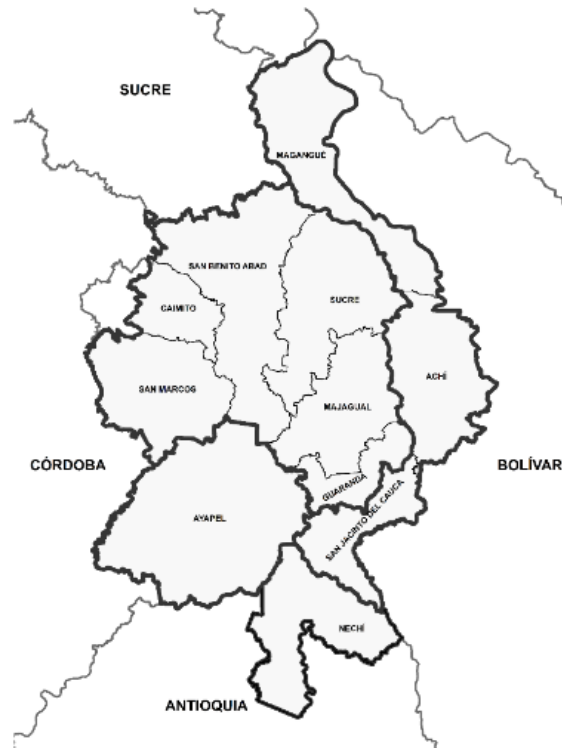 SUCRE
MAGANGUÉ
SAN BENITO ABAD
CAIMITO
SUCRE
ACHÍ
SAN MARCOS
MAJAGUAL
CÓRDOBA
BOLÍVAR
GUARANDA
AYAPEL
SAN JACINTO DEL CAUCA
NECHÍ
ANTIOQUIA